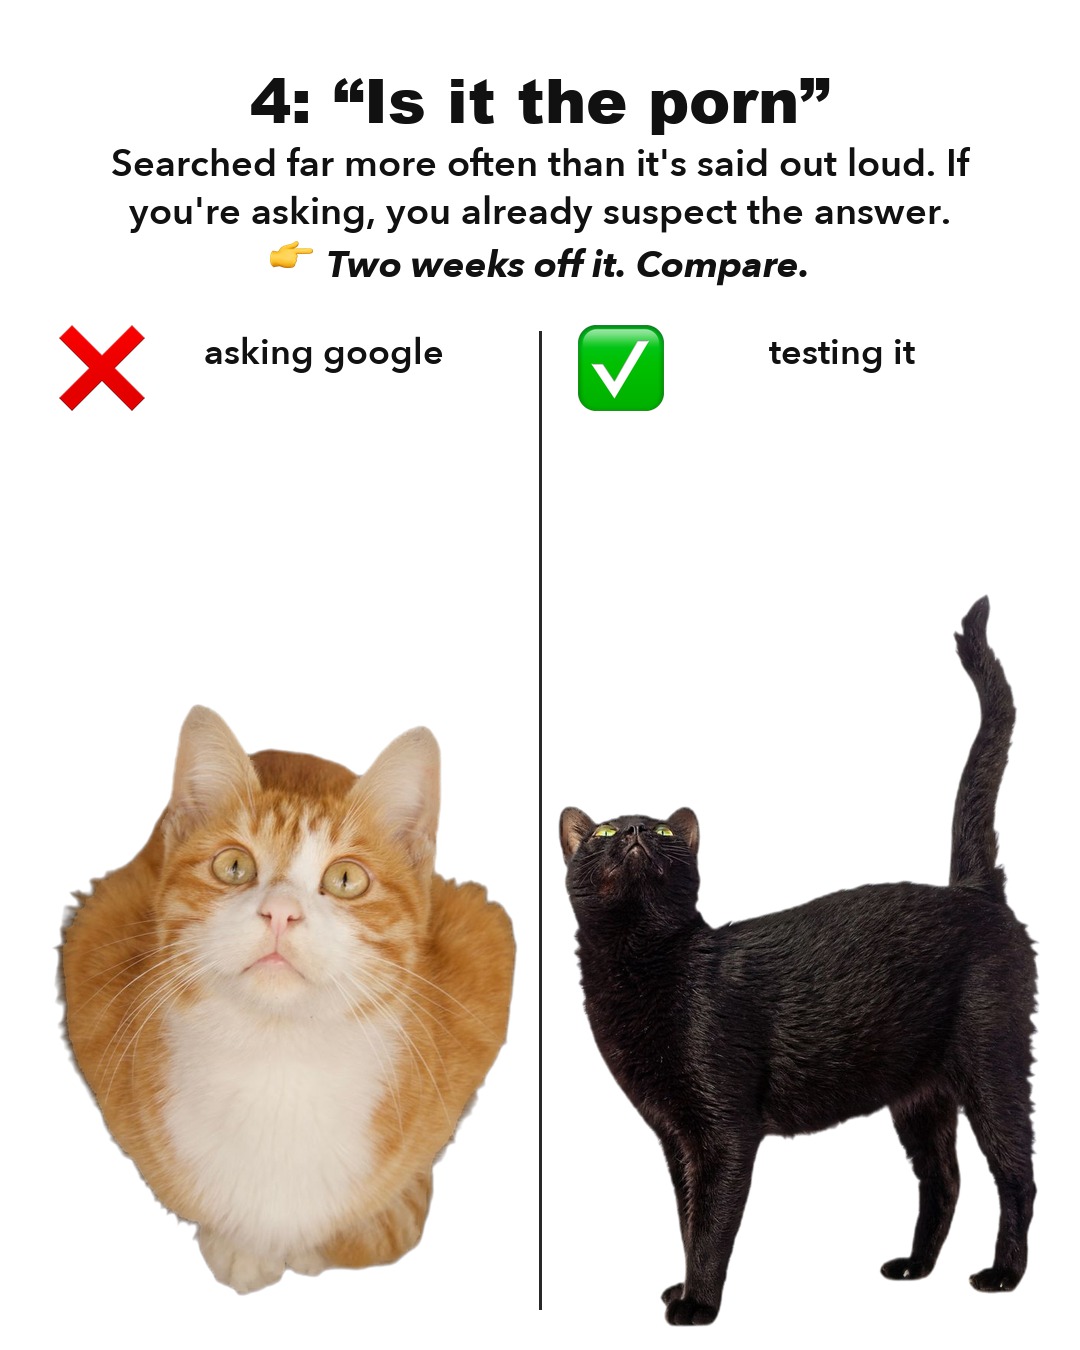 4: “Is it the porn”
Searched far more often than it's said out loud. If
you're asking, you already suspect the answer.
👉 Two weeks off it. Compare.
❌ asking google
✅ testing it